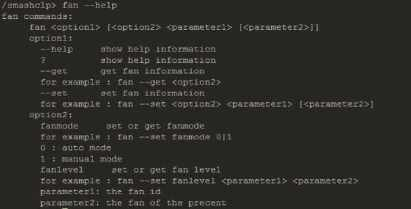 /smashclp> fan --help
fan commands:
fan <option1> [<option2> <parameter1> [<parameter2>]]
option1:
--help show help information
? show help information
--get get fan information
for example : fan --get <option2>
--set set fan information
for example : fan --set <option2> <parameter1> [<parameter2>]
option2:
fanmode set or get fanmode
for example : fan --set fanmode 0|1
0 : auto mode
1 : manual mode
fanlevel set or get fan level
for example : fan --set fanlevel <parameter1> <parameter2>
parameter1: the fan id
parameter2: the fan of the precent